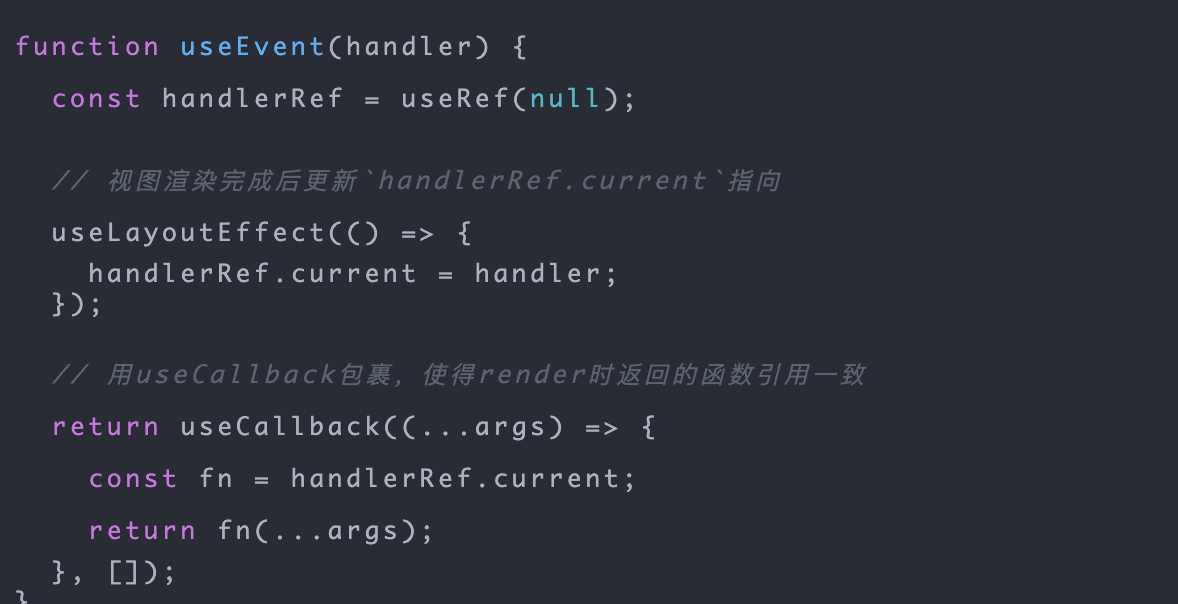 function useEvent(handler) {
const handlerRef = useRef(null);
// 视图渲染完成后更新`handlerRef.current`指向
useLayoutEffect(() => {
handlerRef.current = handler;
});
// 用useCallback包裹，使得render时返回的函数引用一致
return useCallback((...args) => {
const fn = handlerRef.current;
return fn(...args);
}, []);
}